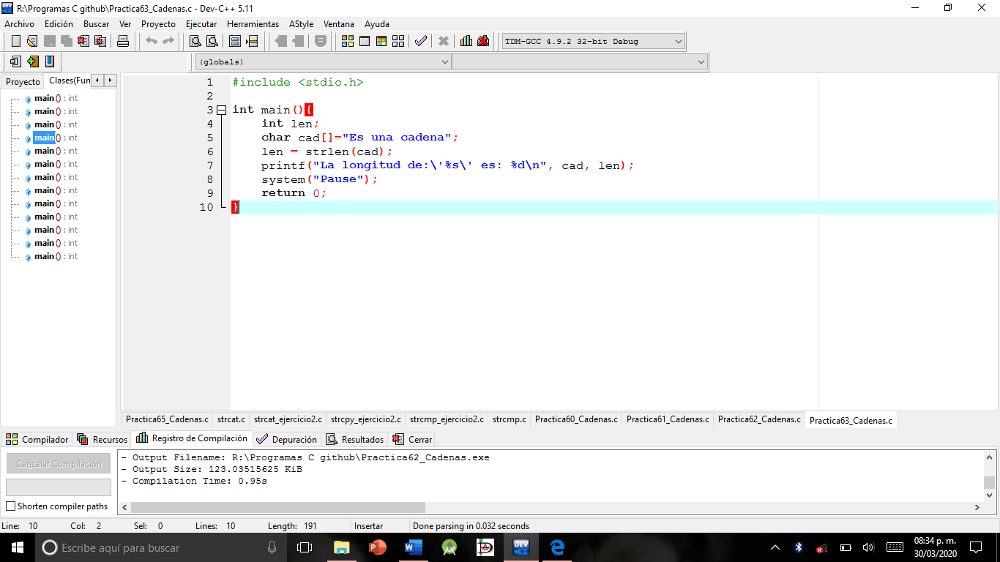 R:\Programas C github\Practica63_Cadenas.c - Dev-C++ 5.11
Archivo Edición Buscar Ver Proyecto Ejecutar Herramientas AStyle Ventana Ayuda
TDM-GCC 4.9.2 32-bit Debug
(globals)
Proyecto Clases(Fun
main () : int
main () : int
main () : int
main () : int
main () : int
main () : int
main () : int
main () : int
main () : int
main () : int
main () : int
main () : int
main () : int
1 #include <stdio.h>
2
3 int main(){
4 int len;
5 char cad[]="Es una cadena";
6 len = strlen(cad);
7 printf("La longitud de:\'%s\' es: %d\n", cad, len);
8 system("Pause");
9 return 0;
10 }
Practica65_Cadenas.c strcat.c strcat_ejercicio2.c strcpy_ejercicio2.c strcmp_ejercicio2.c strcmp.c Practica60_Cadenas.c Practica61_Cadenas.c Practica62_Cadenas.c Practica63_Cadenas.c
Compilador Recursos Registro de Compilación Depuración Resultados Cerrar
Cancelar Compilación
Shorten compiler paths
- Output Filename: R:\Programas C github\Practica62_Cadenas.exe
- Output Size: 123.03515625 KiB
- Compilation Time: 0.95s
Line: 10 Col: 2 Sel: 0 Lines: 10 Length: 191 Insertar Done parsing in 0.032 seconds
Escribe aquí para buscar
DEV
08:34 p. m.
30/03/2020